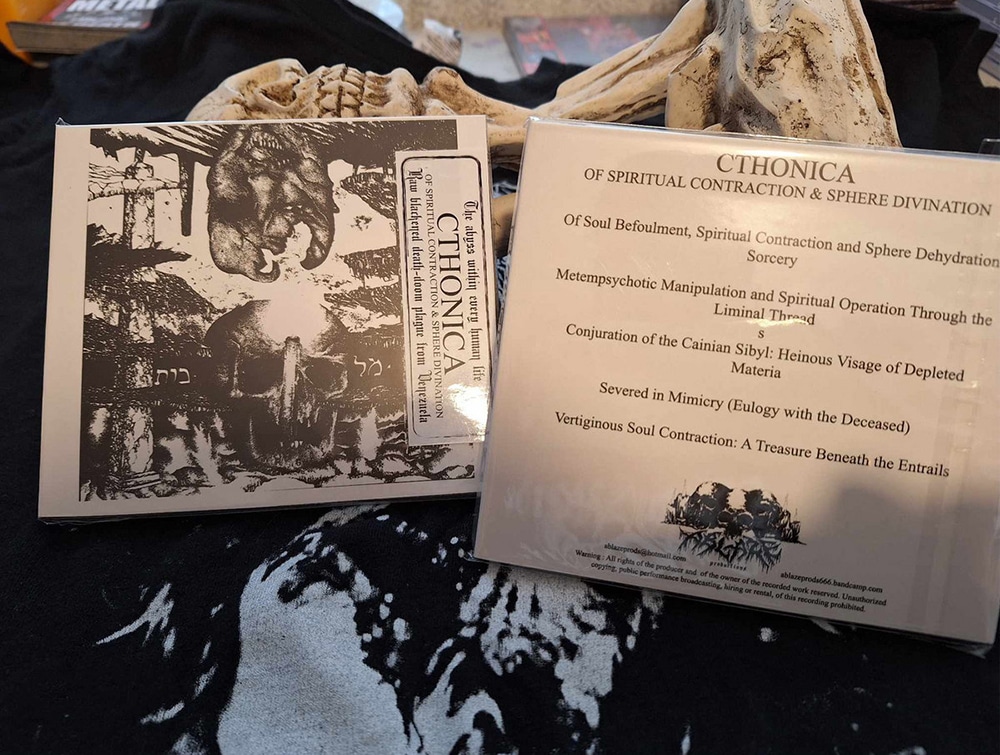 METAL
The abyss within every human life
CTHONICA
OF SPIRITUAL CONTRACTION & SPHERE DIVINATION
Raw blackened death-doom plague from Venezuela
בית
מל
CTHONICA
OF SPIRITUAL CONTRACTION & SPHERE DIVINATION
Of Soul Befoulment, Spiritual Contraction and Sphere Dehydration
Sorcery
Metempsychotic Manipulation and Spiritual Operation Through the
Liminal Thread
s
Conjuration of the Cainian Sibyl: Heinous Visage of Depleted
Materia
Severed in Mimicry (Eulogy with the Deceased)
Vertiginous Soul Contraction: A Treasure Beneath the Entrails
productions
ablazeprods@hotmail.com
ablazeprods666.bandcamp.com
Warning : All rights of the producer and of the owner of the recorded work reserved. Unauthorized
copying, public performance broadcasting, hiring or rental, of this recording prohibited.